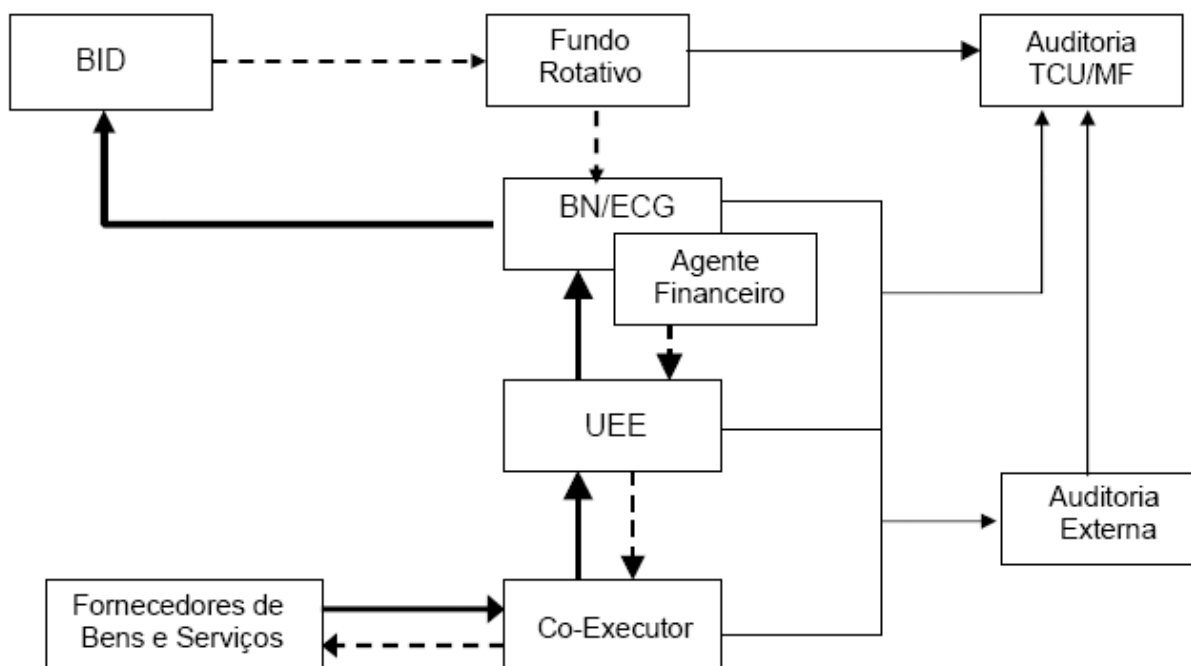 BID
Fundo
Rotativo
Auditoria
TCU/MF
BN/ECG
Agente
Financeiro
UEE
Auditoria
Externa
Fornecedores de
Bens e Serviços
Co-Executor